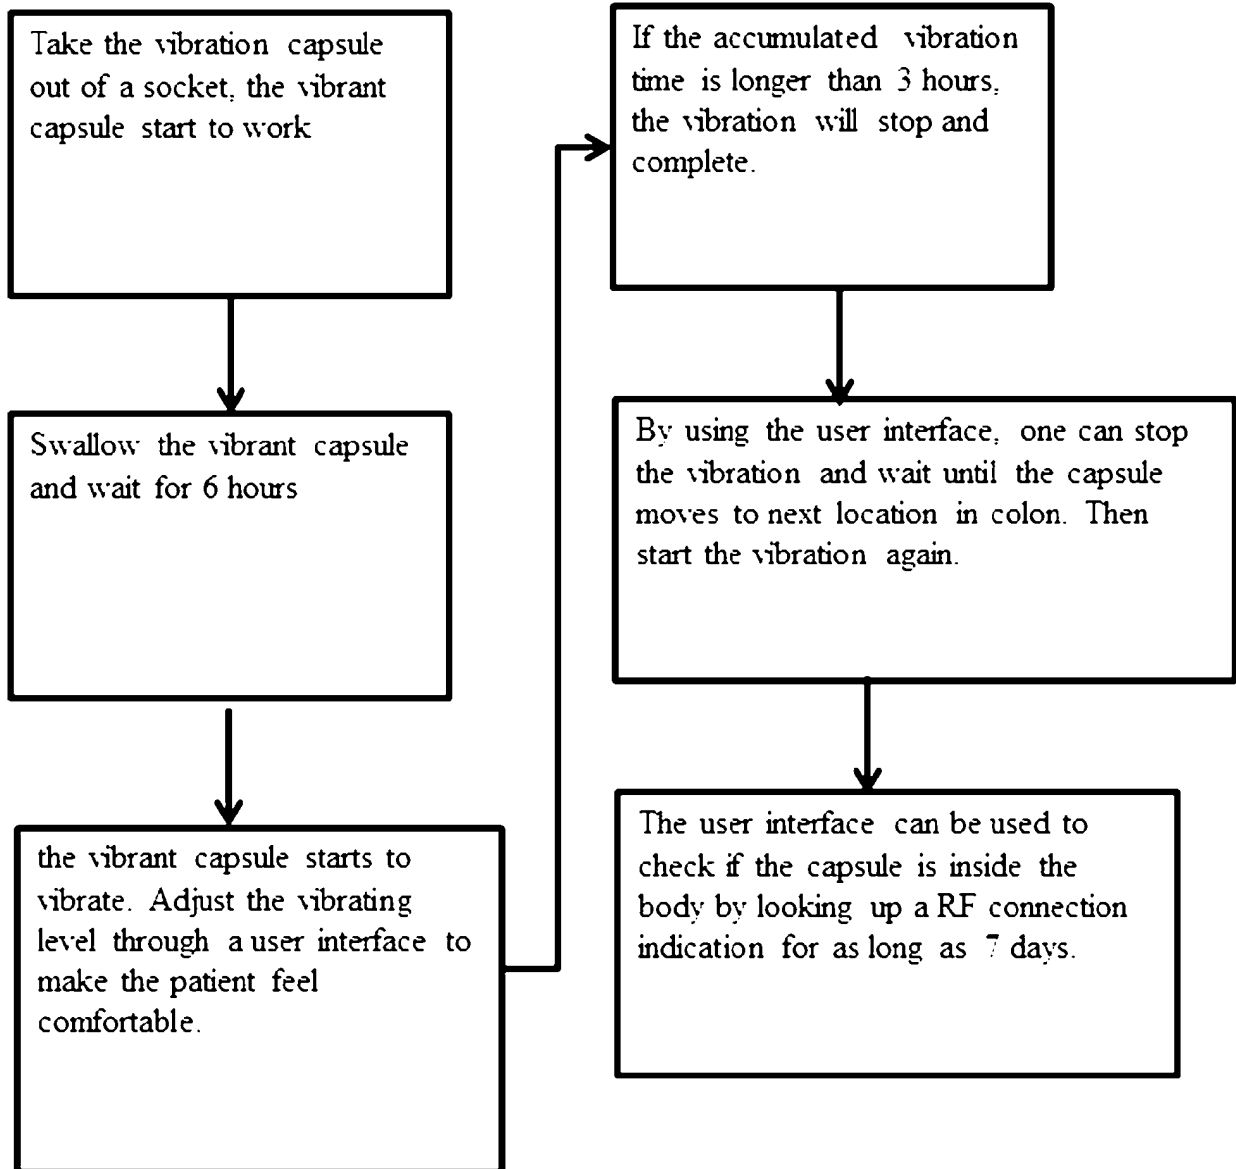 Take the vibration capsule
out of a socket, the vibrant
capsule start to work
Swallow the vibrant capsule
and wait for 6 hours
the vibrant capsule starts to
vibrate. Adjust the vibrating
level through a user interface to
make the patient feel
comfortable.
If the accumulated vibration
time is longer than 3 hours,
the vibration will stop and
complete.
By using the user interface, one can stop
the vibration and wait until the capsule
moves to next location in colon. Then
start the vibration again.
The user interface can be used to
check if the capsule is inside the
body by looking up a RF connection
indication for as long as 7 days.